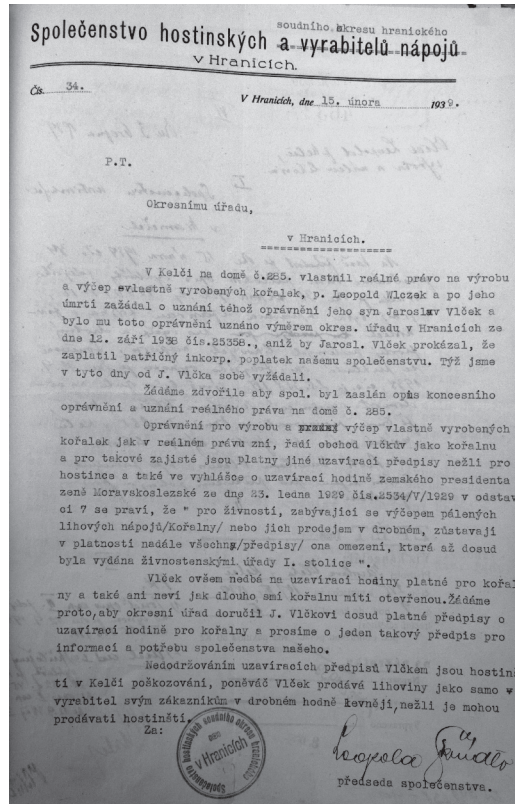 soudního okresu hranického
Společenstvo hostinských a vyrabitelů nápojů
v Hranicích.
Čís. 34.
V Hranicích, dne 15. února 1939.
P.T.
Okresnímu úřadu,
v Hranicích.
V Kelči na domě č.285. vlastnil reálné právo na výrobu
a výčep vlastně vyrobených kořalek, p. Leopold Wlczek a po jeho
úmrtí zažádal o uznání téhož oprávnění jeho syn Jaroslav Vlček a
bylo mu toto oprávnění uznáno výměrem okres. úřadu v Hranicích ze
dne 12. září 1938 čís.25358., aniž by Jarosl. Vlček prokázal, že
zaplatil patřičný inkorp. poplatek našemu společenstvu. Týž jsme
v tyto dny od J. Vlčka sobě vyžádali.
Žádáme zdvořile aby spol. byl zaslán opis koncesního
oprávnění a uznání reálného práva na domě č. 285.
Oprávnění pro výrobu a výčep vlastně vyrobených
kořalek jak v reálném právu zní, řadí obchod Vlčkův jako kořalnu
a pro takové zajisté jsou platny jiné uzavírací předpisy nežli pro
hostince a také ve vyhlášce o uzavírací hodině zemského presidenta
zeně Moravskoslezské ze dne 23. ledna 1929 čís.2534/V/1929 v odstav
ci 7 se praví, že " pro živnosti, zabývající se výčepem pálených
lihových nápojů/Kořalny/ nebo jich prodejem v drobném, zůstavají
v platnosti nadále všechny/předpisy/ ona omezení, která až dosud
byla vydána živnostenskými úřady I. stolice ".
Vlček ovšem nedbá na uzavírací hodiny platné pro kořal
ny a také ani neví jak dlouho smí kořalnu míti otevřenou.Žádáme
proto,aby okresní úřad doručil J. Vlčkovi dosud platné předpisy o
uzavírací hodině pro kořalny a prosíme o jeden takový předpis pro
informaci a potřebu společenstva našeho.
Nedodržováním uzavíracích předpisů Vlčkem jsou hostin
tí v Kelči poškozování, poněváč Vlček prodává lihoviny jako samo v
vyrabitel svým zákazníkům v drobném hodně levněji,nežli je mohou
prodávati hostinští.
Za:
Společenstvo hostinských soudního okresu hranického
v Hranicích
předseda společenstva.